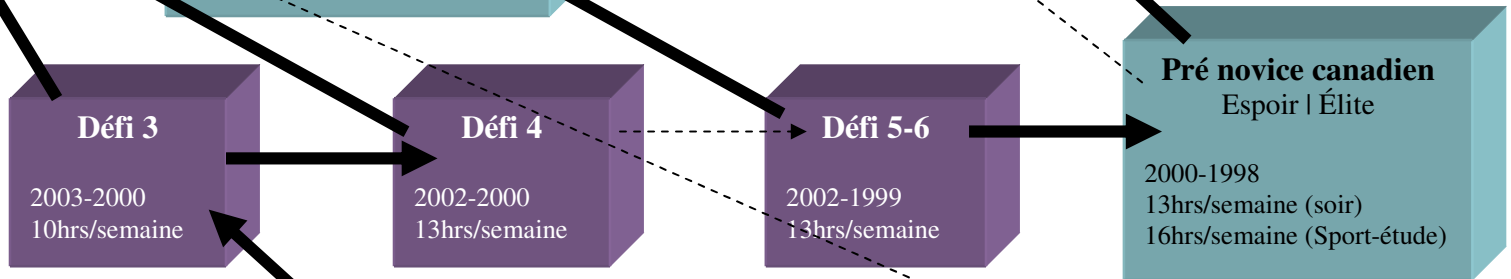 Défi 3
2003-2000
10hrs/semaine
Défi 4
2002-2000
13hrs/semaine
Défi 5-6
2002-1999
13hrs/semaine
Pré novice canadien
Espoir | Élite
2000-1998
13hrs/semaine (soir)
16hrs/semaine (Sport-étude)